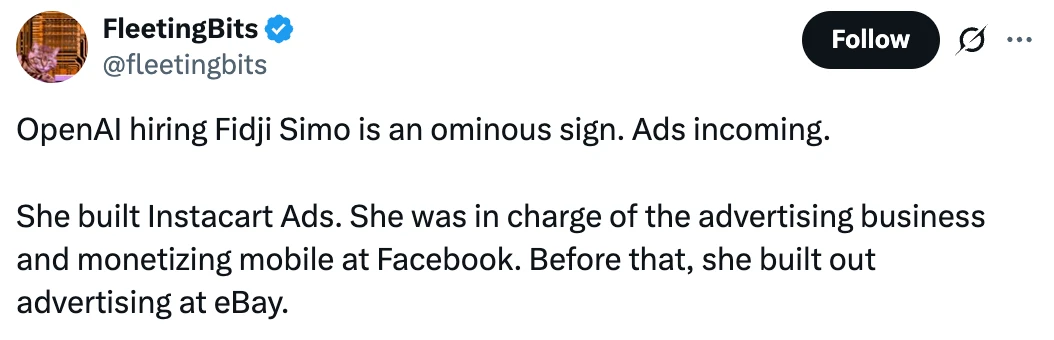 FleetingBits
@fleetingbits
Follow
OpenAI hiring Fidji Simo is an ominous sign. Ads incoming.
She built Instacart Ads. She was in charge of the advertising business
and monetizing mobile at Facebook. Before that, she built out
advertising at eBay.